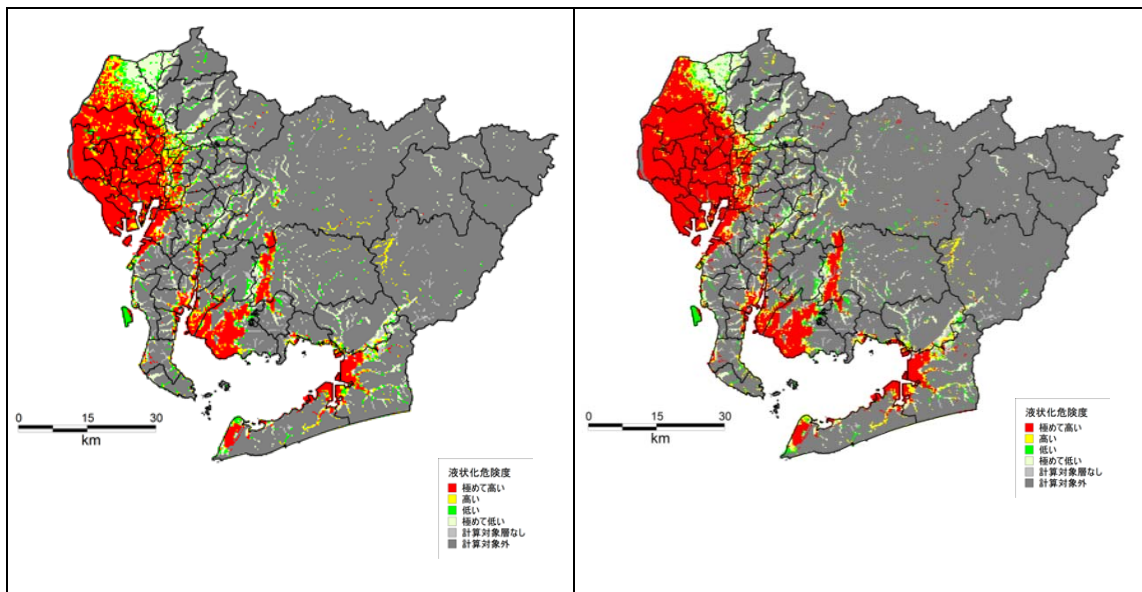 0 15 30
km
液状化危険度
極めて高い
高い
低い
極めて低い
計算対象層なし
計算対象外
0 15 30
km
液状化危険度
極めて高い
高い
低い
極めて低い
計算対象層なし
計算対象外